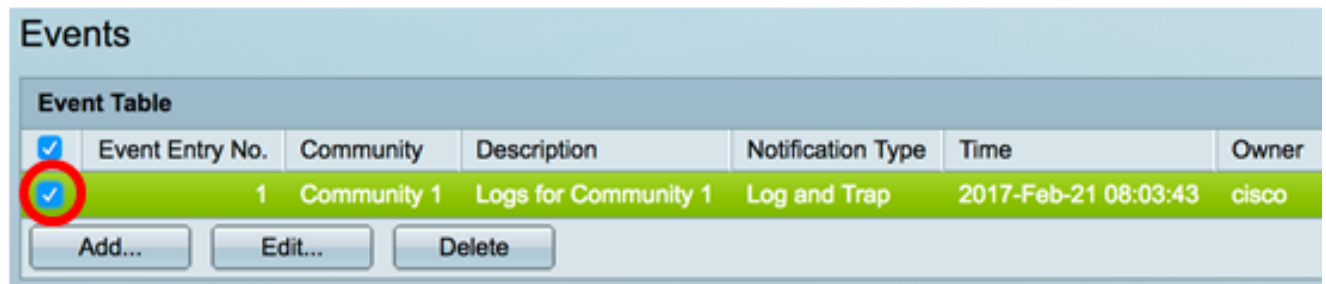 Events
Event Table
Event Entry No. Community Description Notification Type Time Owner
1 Community 1 Logs for Community 1 Log and Trap 2017-Feb-21 08:03:43 cisco
Add... Edit... Delete